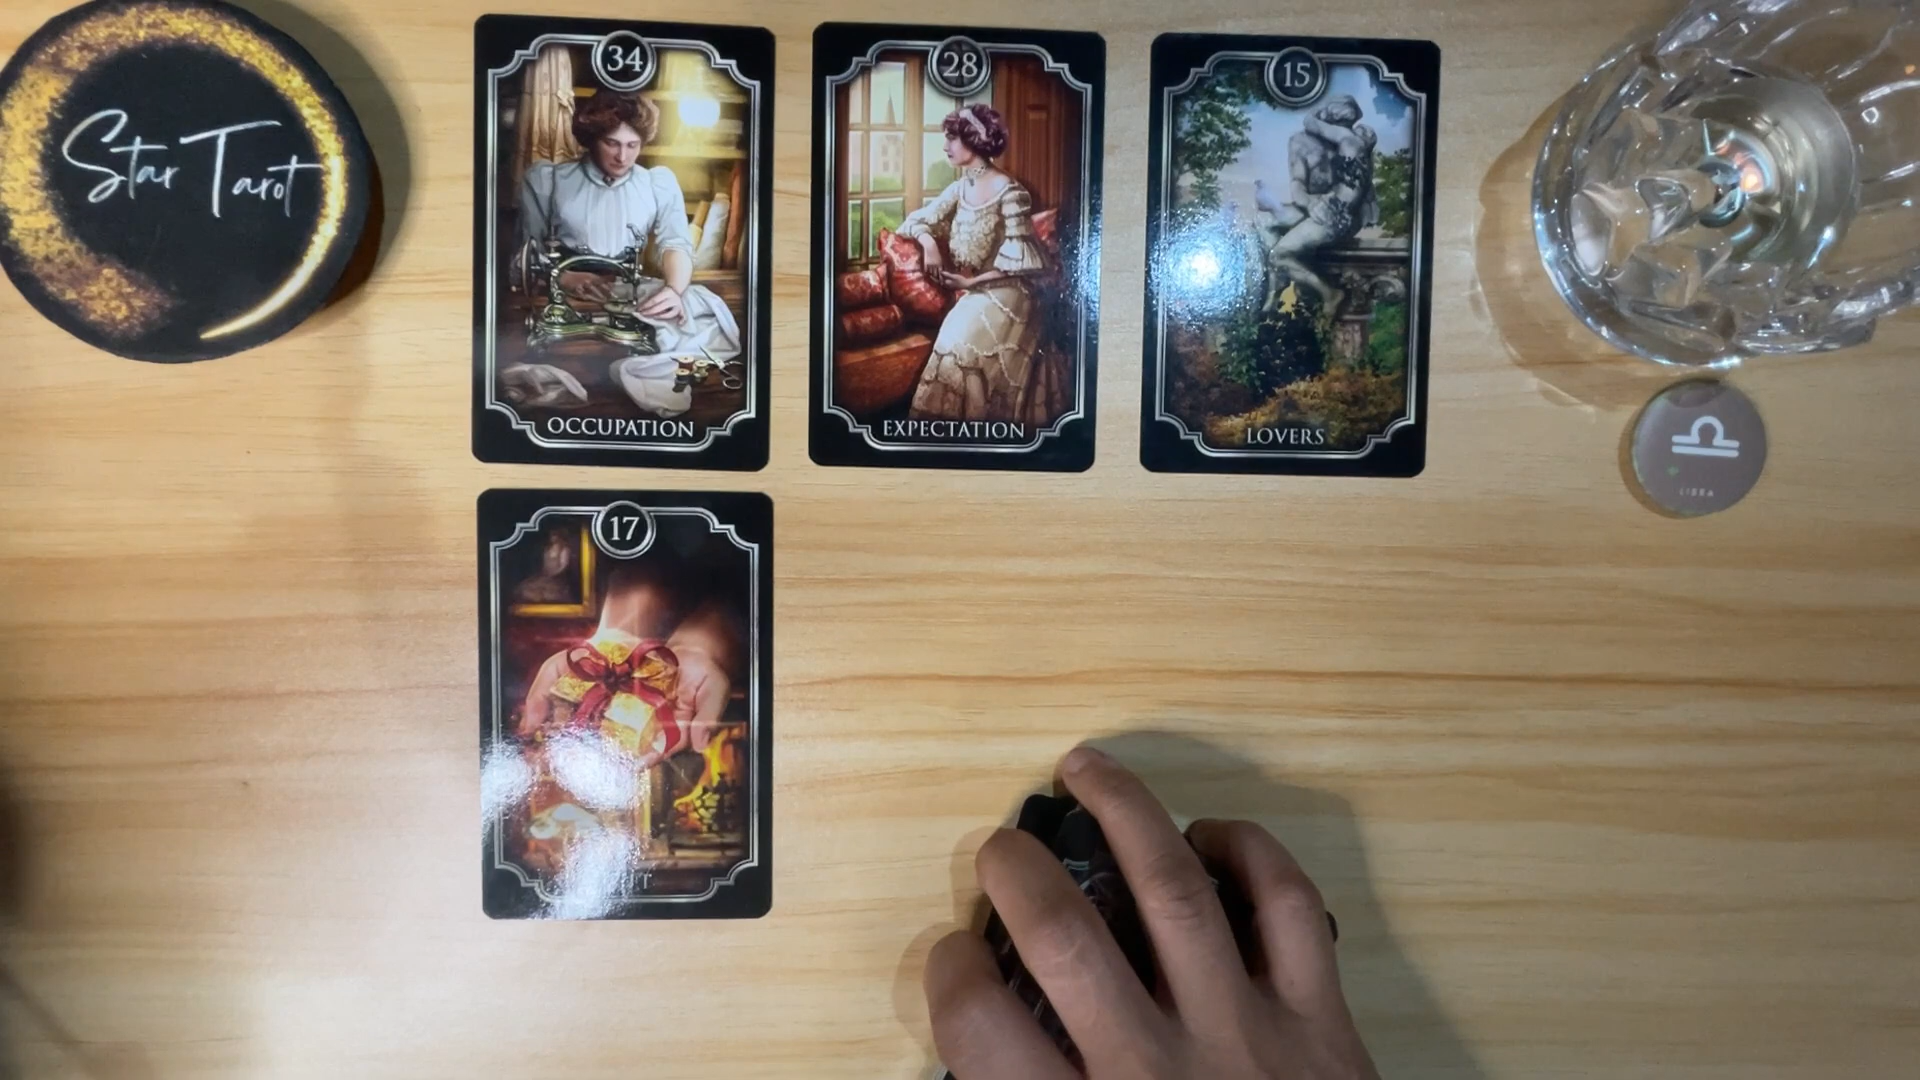 Star Tarot
34
OCCUPATION
28
EXPECTATION
15
LOVERS
LIBRA
17